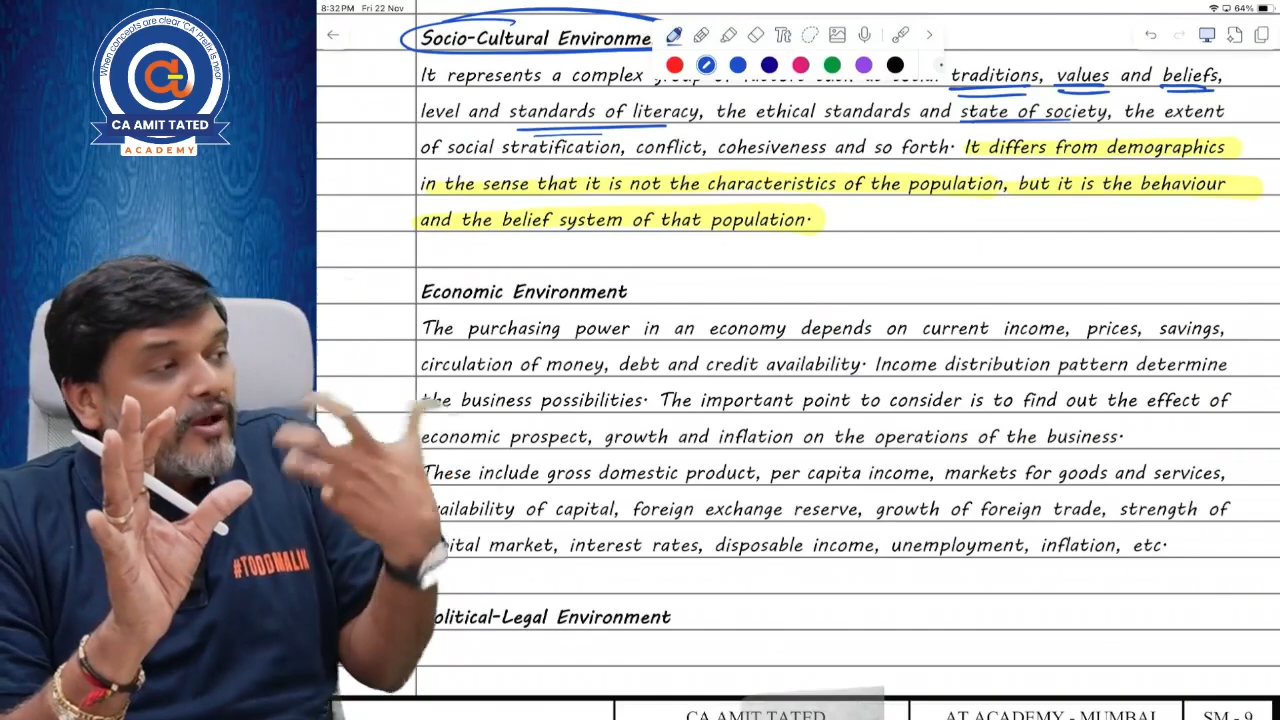 8:32 PM Fri 22 Nov
64%
When concepts are clear 'CA' Prefix is near
CA AMIT TATED
ACADEMY
Socio-Cultural Environme
It represents a complex traditions, values and beliefs,
level and standards of literacy, the ethical standards and state of society, the extent
of social stratification, conflict, cohesiveness and so forth. It differs from demographics
in the sense that it is not the characteristics of the population, but it is the behaviour
and the belief system of that population.
Economic Environment
The purchasing power in an economy depends on current income, prices, savings,
circulation of money, debt and credit availability. Income distribution pattern determine
the business possibilities. The important point to consider is to find out the effect of
economic prospect, growth and inflation on the operations of the business.
These include gross domestic product, per capita income, markets for goods and services,
of capital, foreign exchange reserve, growth of foreign trade, strength of
market, interest rates, disposable income, unemployment, inflation, etc.
olitical-Legal Environment
CA AMIT TATED
AT ACADEMY - MUMBAI
SM - 9